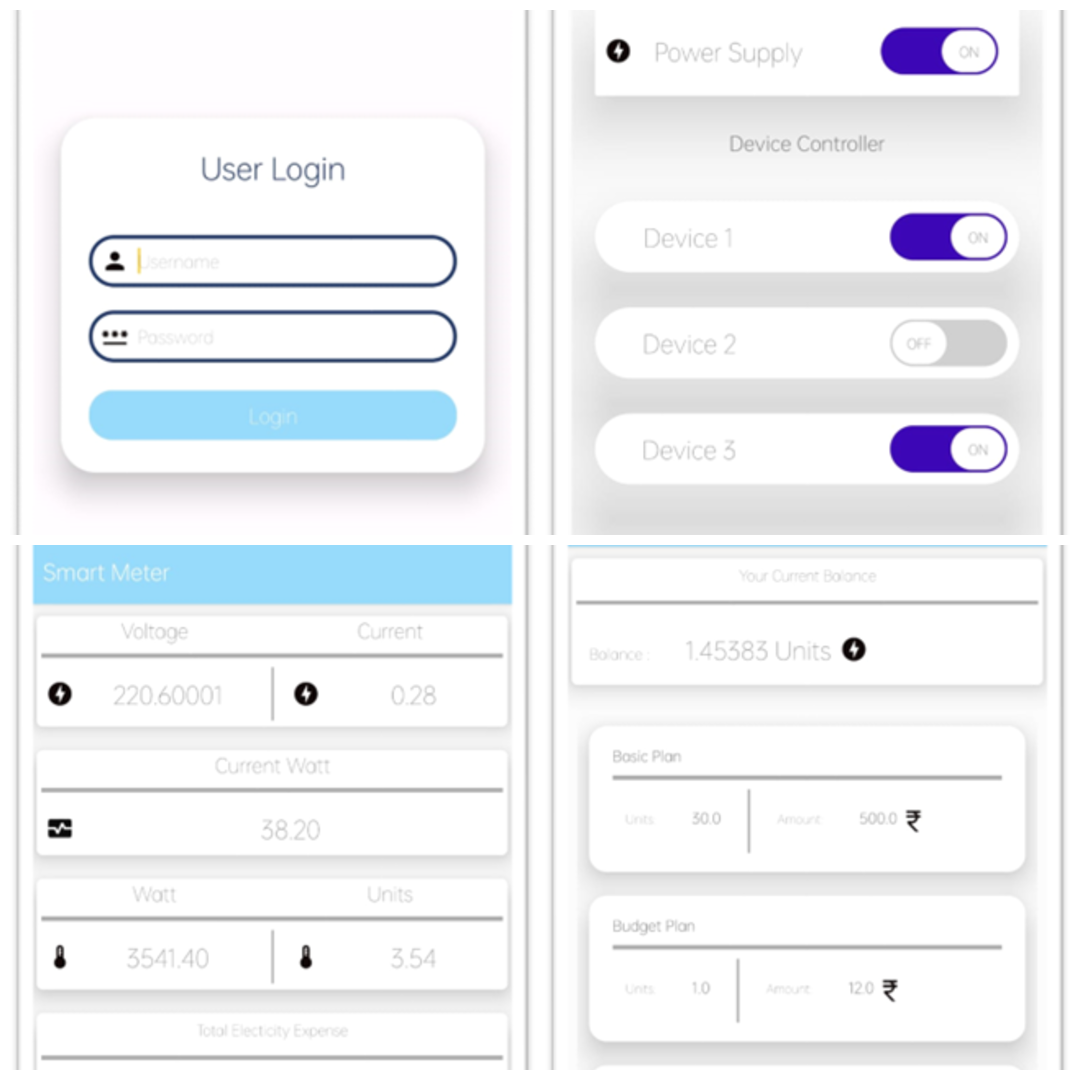 User Login
Username
Password
Login
Power Supply ON
Device Controller
Device 1 ON
Device 2 OFF
Device 3 ON
Smart Meter
Voltage Current
220.60001 0.28
Current Watt
38.20
Watt Units
3541.40 3.54
Total Electicity Expense
Your Current Balance
Balance : 1.45383 Units
Basic Plan
Units: 30.0 Amount: 500.0 ₹
Budget Plan
Units: 1.0 Amount: 12.0 ₹